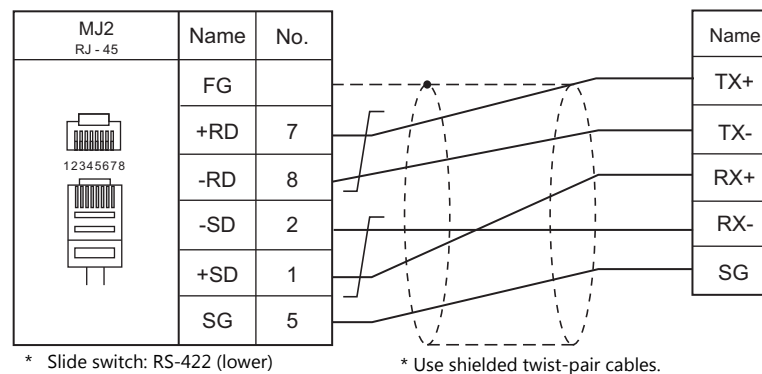 MJ2 Name No.
RJ - 45
FG
+RD 7
-RD 8
-SD 2
+SD 1
SG 5
12345678
Name
TX+
TX-
RX+
RX-
SG
* Slide switch: RS-422 (lower)
* Use shielded twist-pair cables.